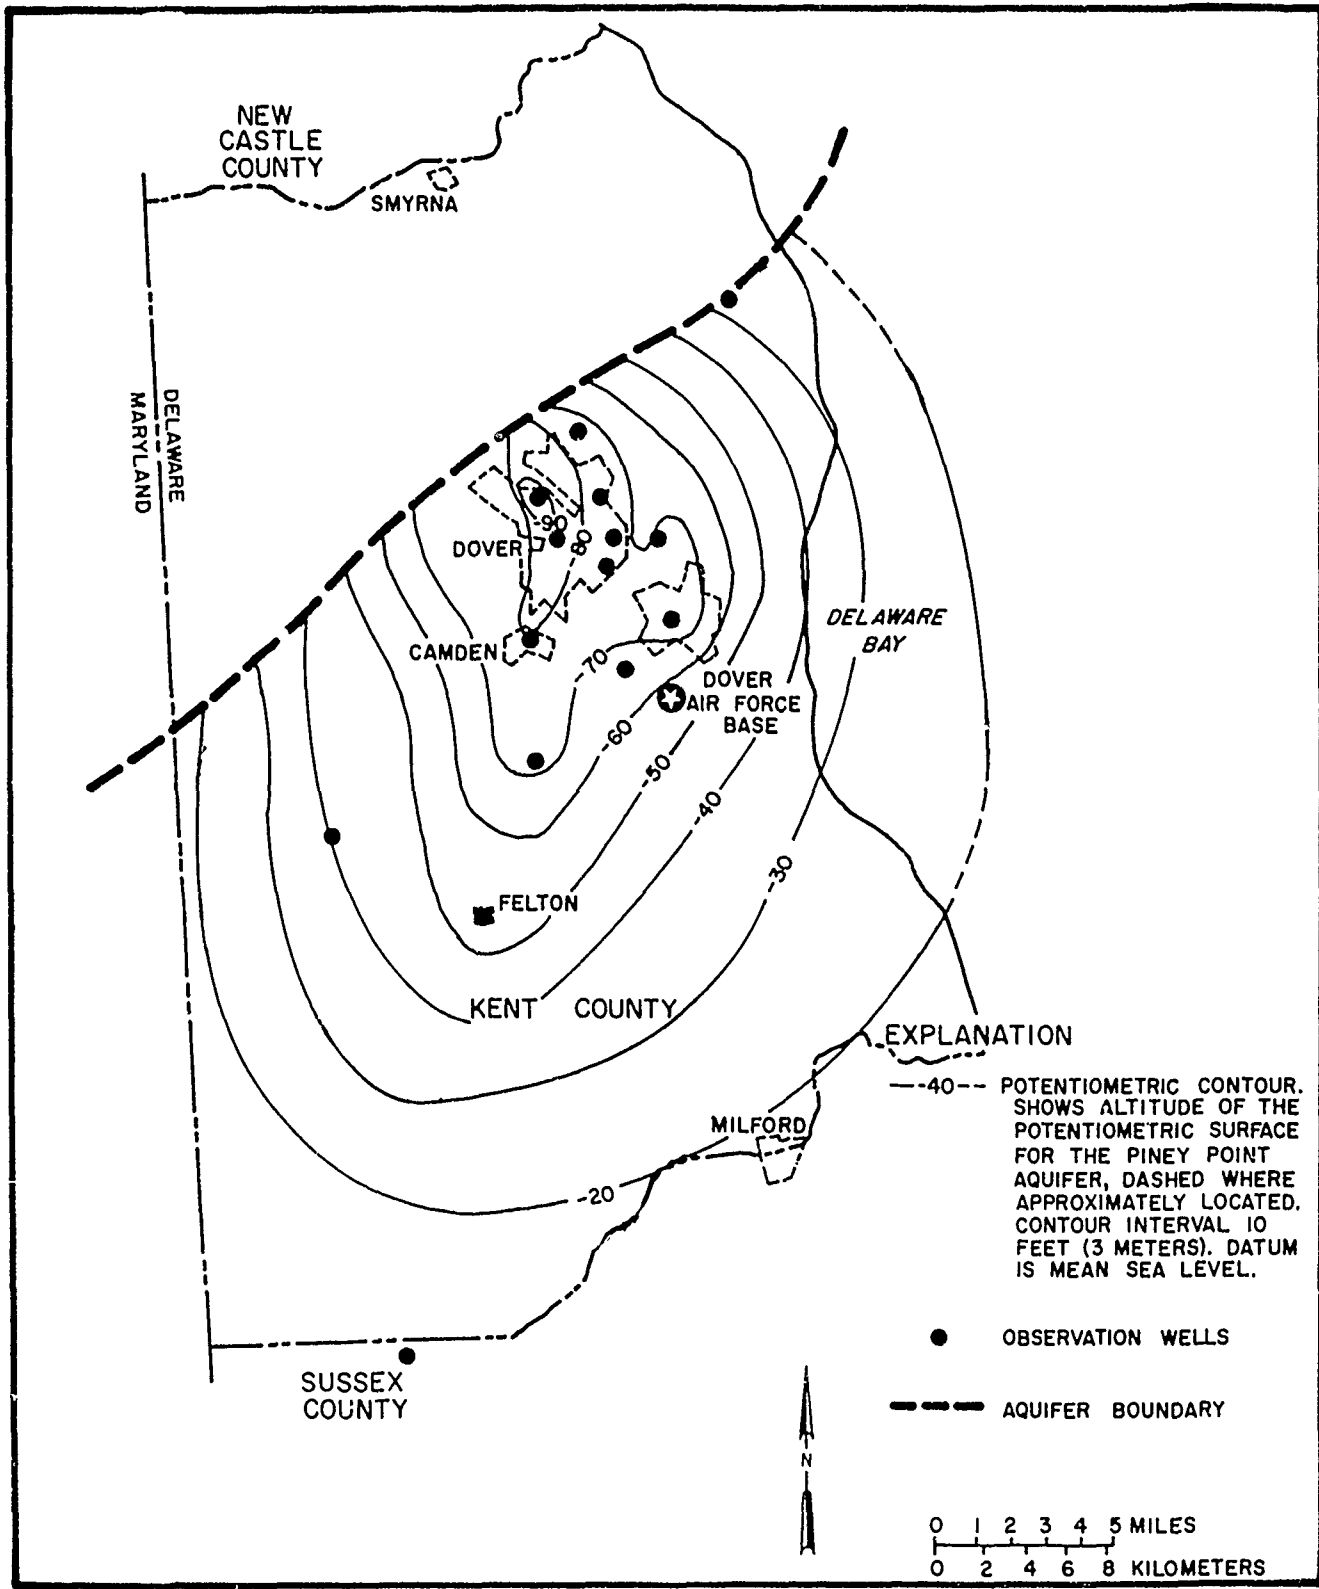 NEW
CASTLE
COUNTY
SMYRNA
DELAWARE
MARYLAND
-90
DOVER
80
CAMDEN
-70
DELAWARE
BAY
DOVER
AIR FORCE
BASE
-60
-50
-40
-30
FELTON
KENT COUNTY
EXPLANATION
-40-- POTENTIOMETRIC CONTOUR.
SHOWS ALTITUDE OF THE
POTENTIOMETRIC SURFACE
FOR THE PINEY POINT
AQUIFER, DASHED WHERE
APPROXIMATELY LOCATED.
CONTOUR INTERVAL 10
FEET (3 METERS). DATUM
IS MEAN SEA LEVEL.
MILFORD
-20
OBSERVATION WELLS
SUSSEX
COUNTY
AQUIFER BOUNDARY
N
0 1 2 3 4 5 MILES
0 2 4 6 8 KILOMETERS